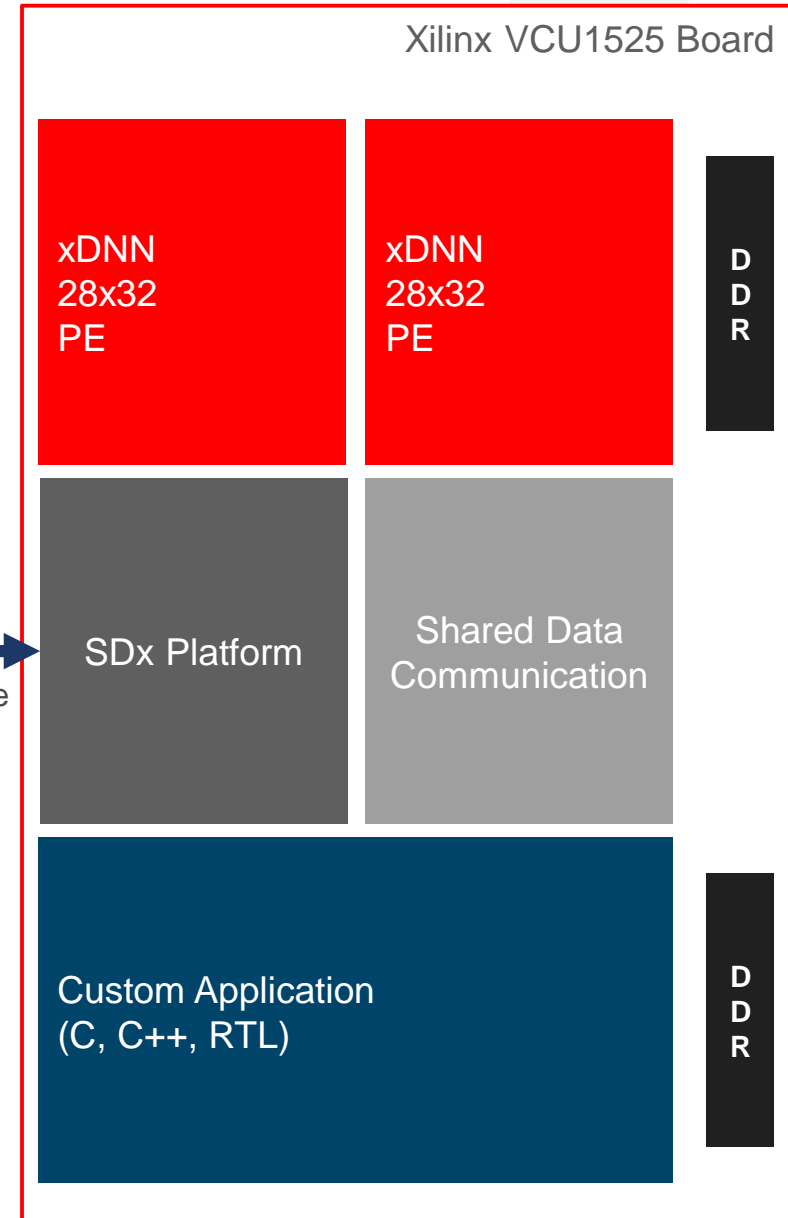 Xilinx VCU1525 Board
xDNN
28x32
PE
xDNN
28x32
PE
D
D
R
SDx Platform
Shared Data
Communication
Custom Application
(C, C++, RTL)
D
D
R